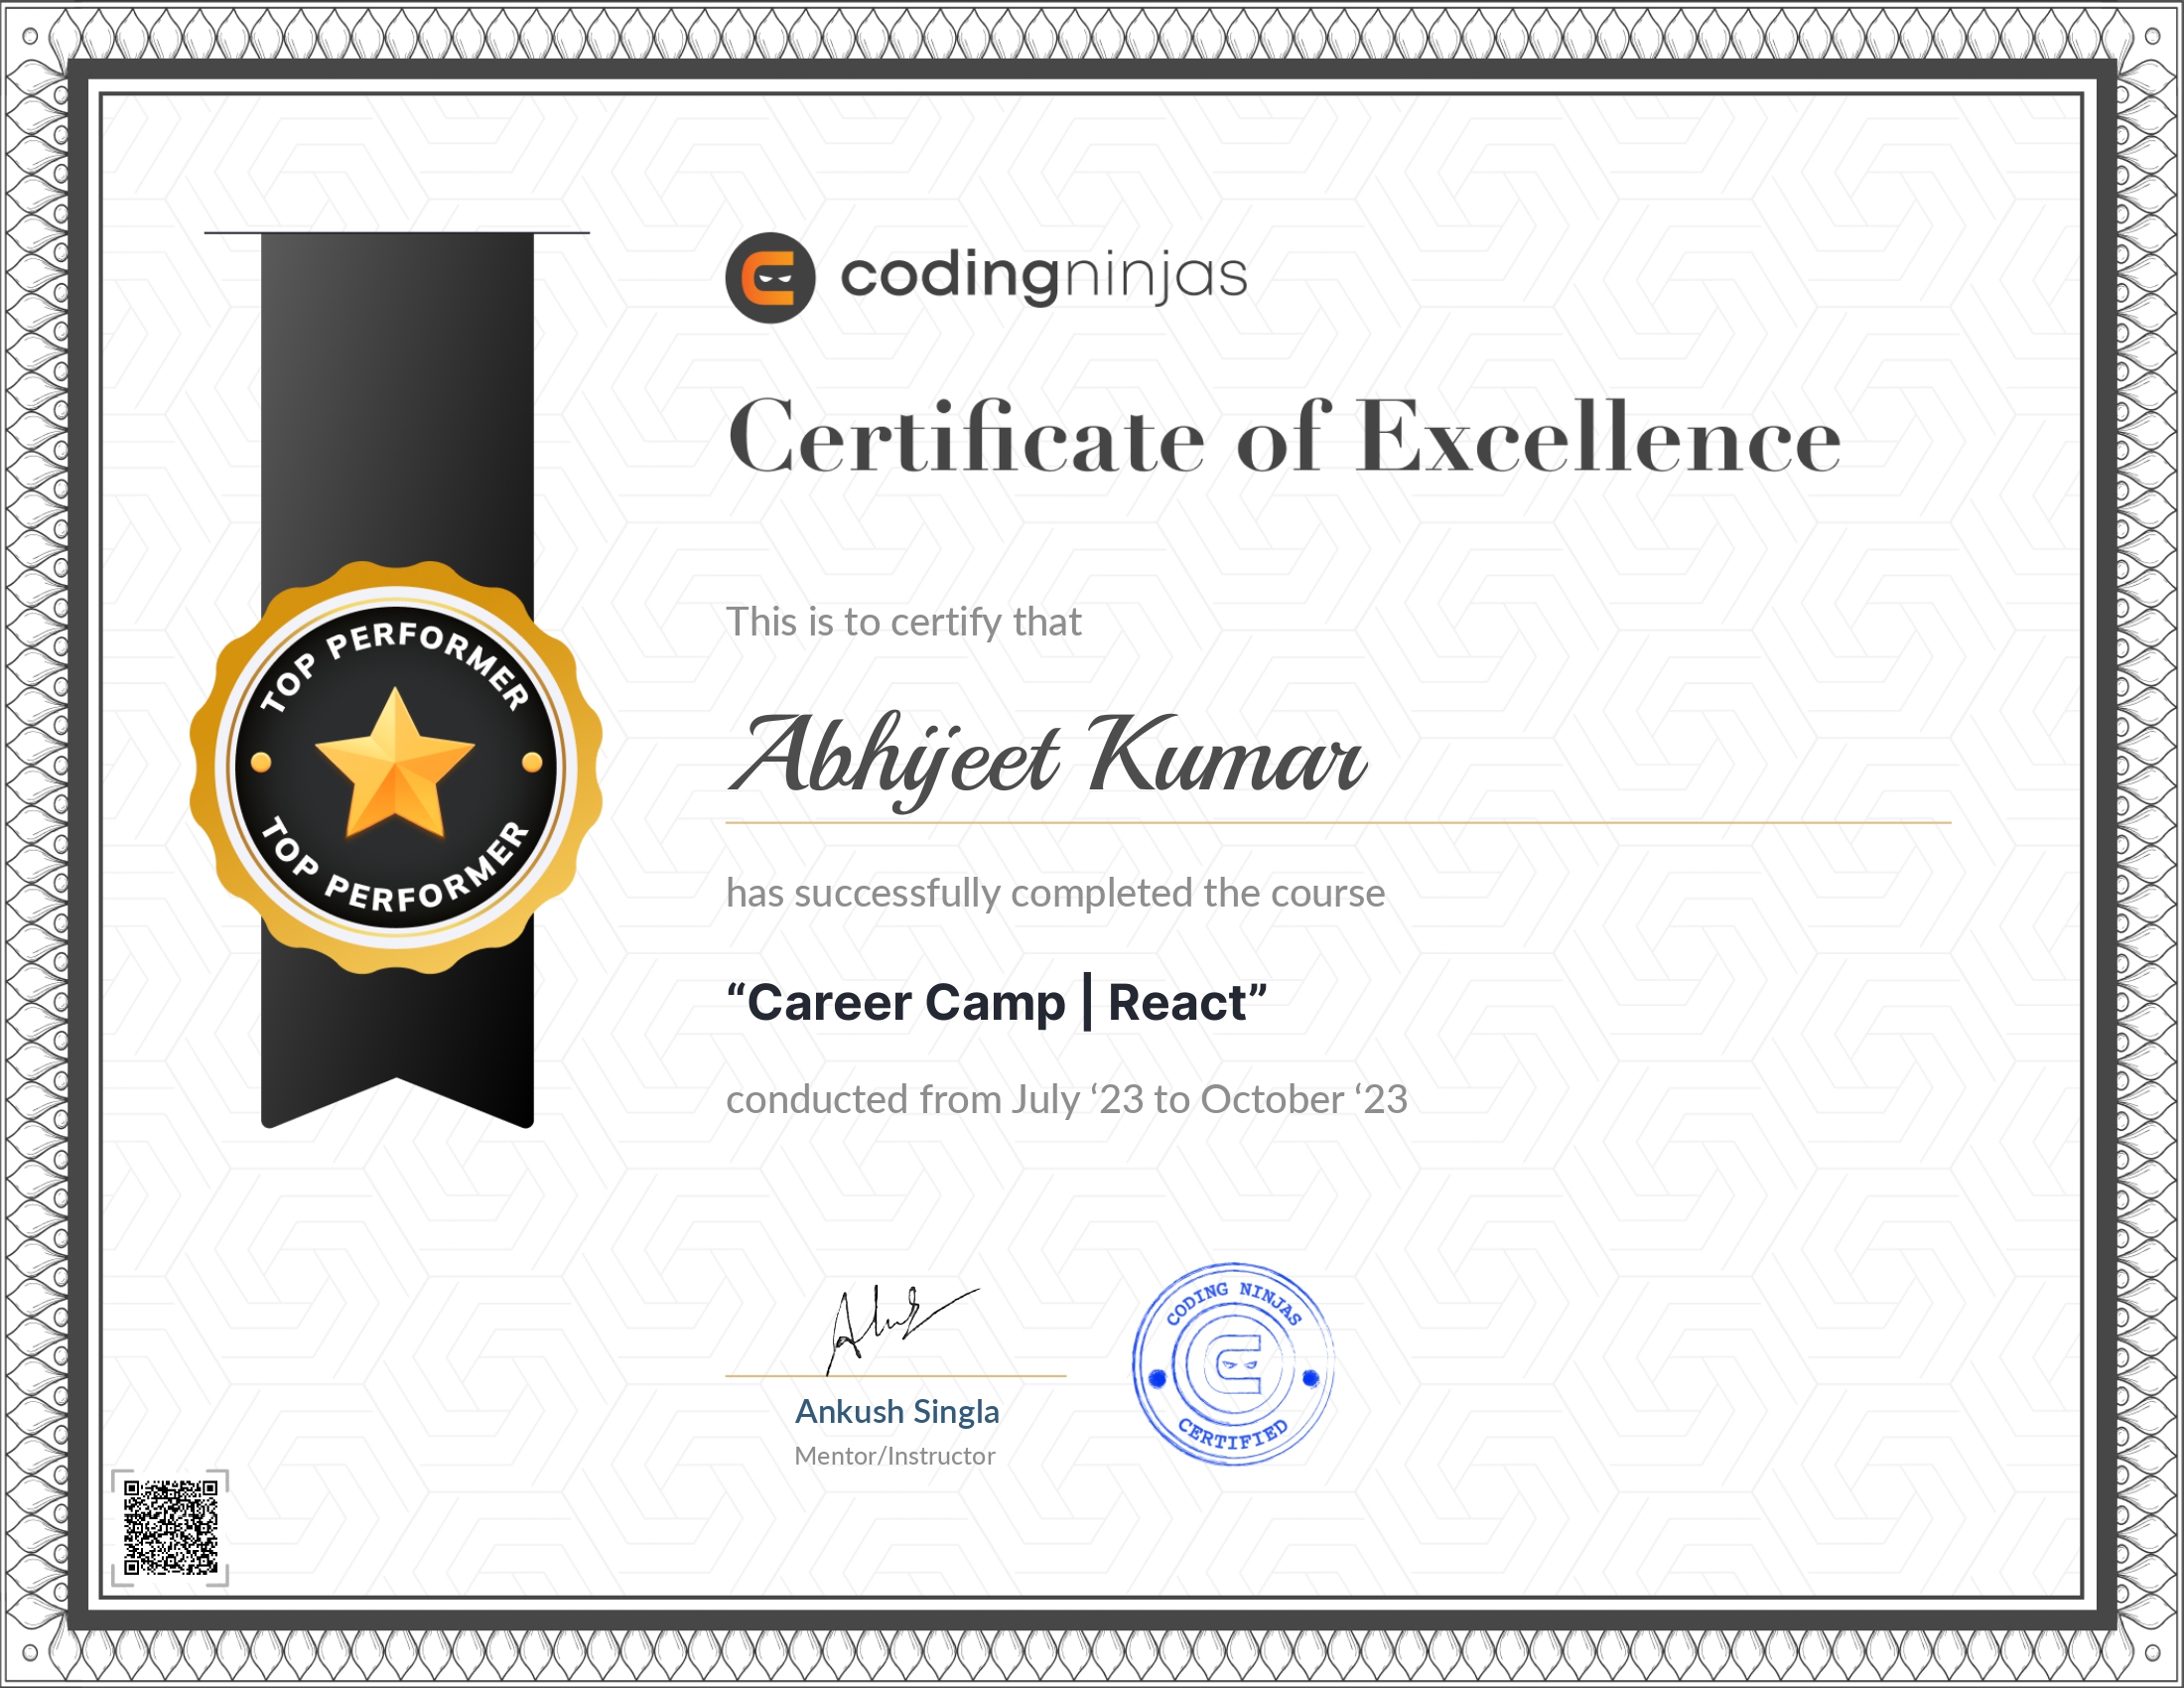 codingninjas
Certificate of Excellence
TOP PERFORMER
TOP PERFORMER
This is to certify that
Abhijeet Kumar
has successfully completed the course
“Career Camp | React”
conducted from July ‘23 to October ‘23
Ankush Singla
Mentor/Instructor
CODING NINJAS
CERTIFIED